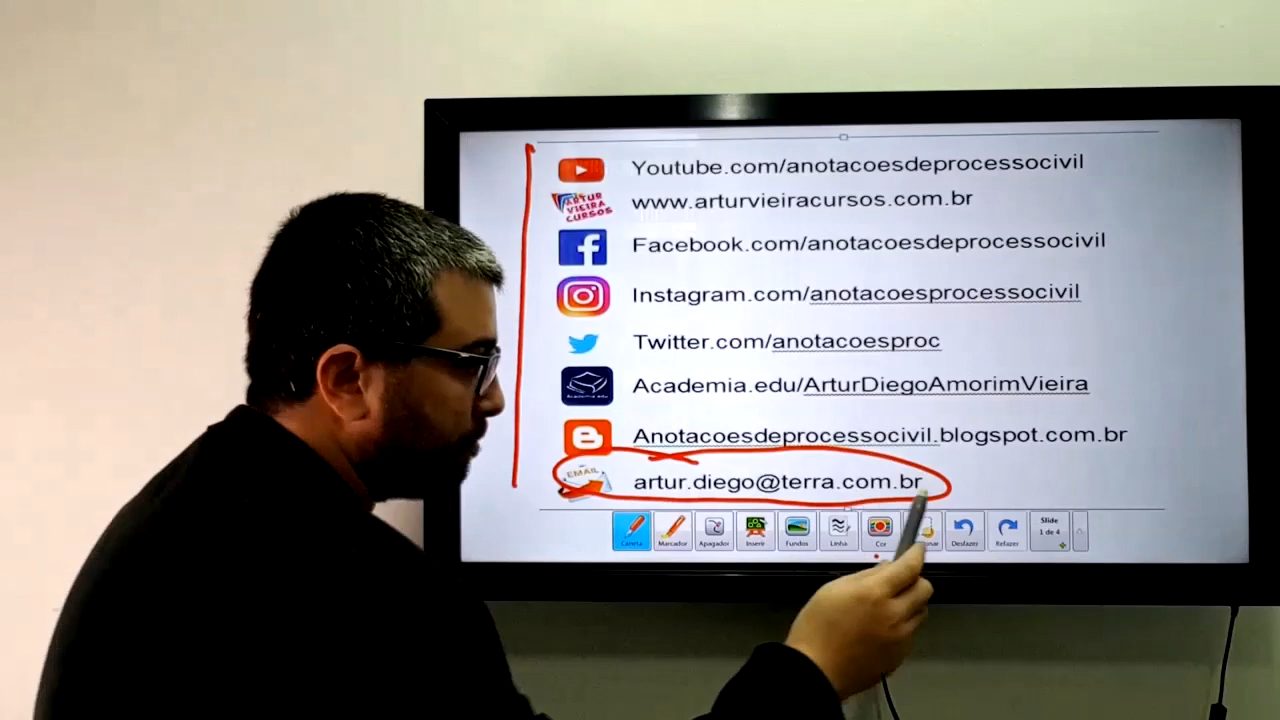 Youtube.com/anotacoesdeprocessocivil
ARTUR VIEIRA CURSOS
www.arturvieiracursos.com.br
Facebook.com/anotacoesdeprocessocivil
Instagram.com/anotacoesprocessocivil
Twitter.com/anotacoesproc
Academia.edu
Academia.edu/ArturDiegoAmorimVieira
Anotacoesdeprocessocivil.blogspot.com.br
EMAIL
artur.diego@terra.com.br
Caneta Marcador Apagador Inserir Fundos Linha Cor Desfazer Refazer
Slide
1 de 4